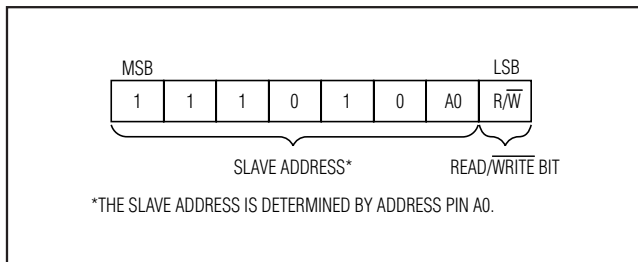 MSB LSB
1 1 1 0 1 0 A0 R/W̅
SLAVE ADDRESS* READ/W̅R̅I̅T̅E̅ BIT
*THE SLAVE ADDRESS IS DETERMINED BY ADDRESS PIN A0.